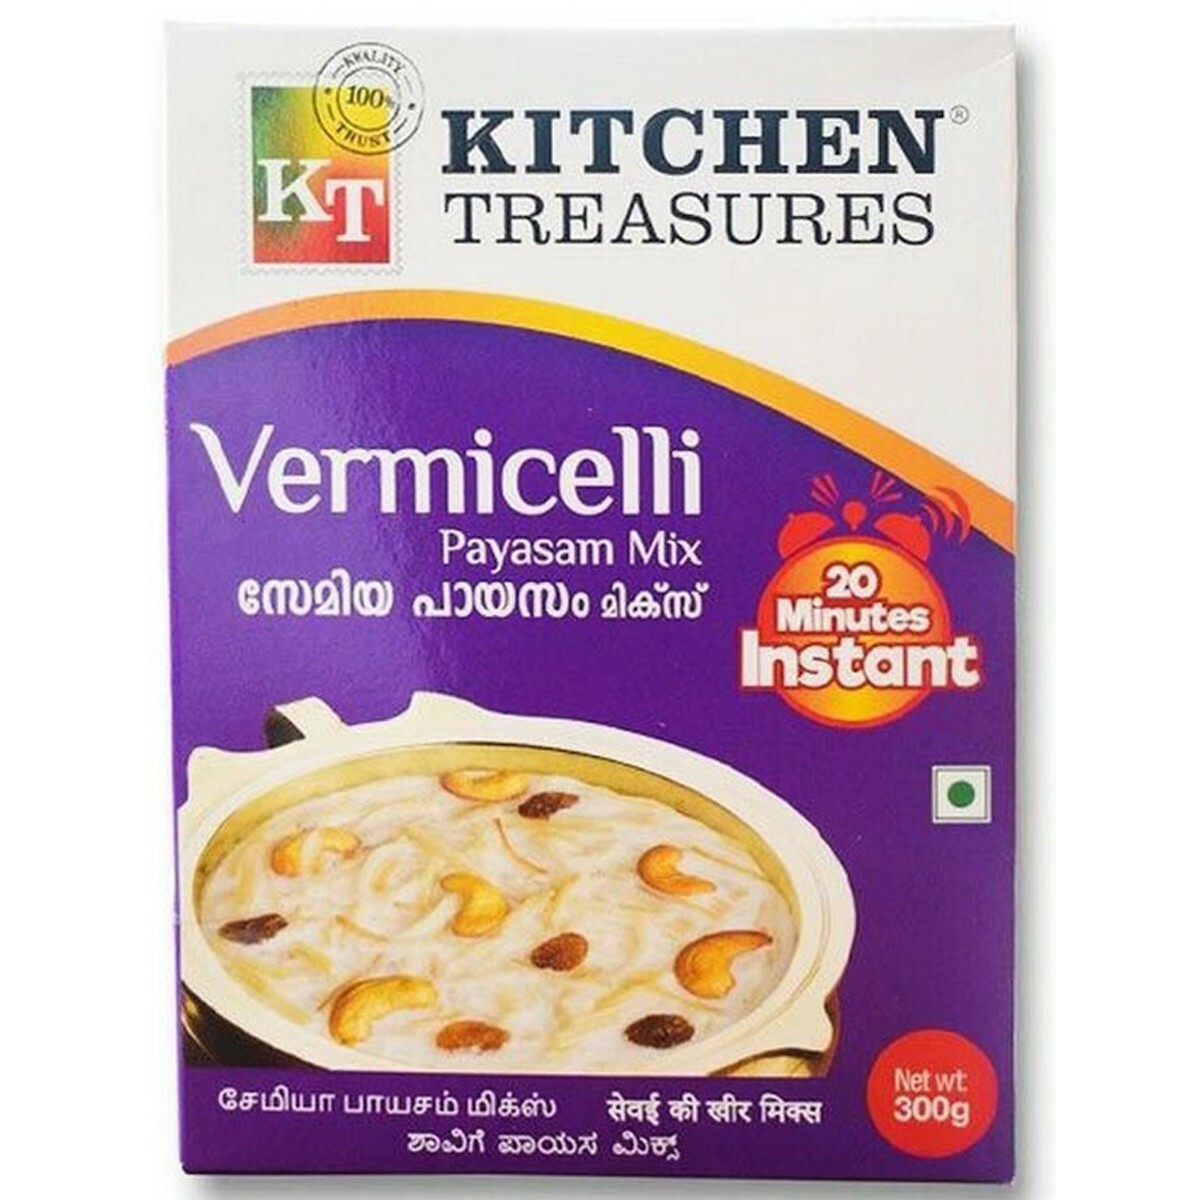 KWALITY
100%
TRUST
KT
KITCHEN®
TREASURES
Vermicelli
Payasam Mix
സേമിയ പായസം മിക്സ്
20
Minutes
Instant
சேமியா பாயசம் மிக்ஸ்
सेवई की खीर मिक्स
ಶಾವಿಗೆ ಪಾಯಸ ಮಿಕ್ಸ್
Net wt:
300g